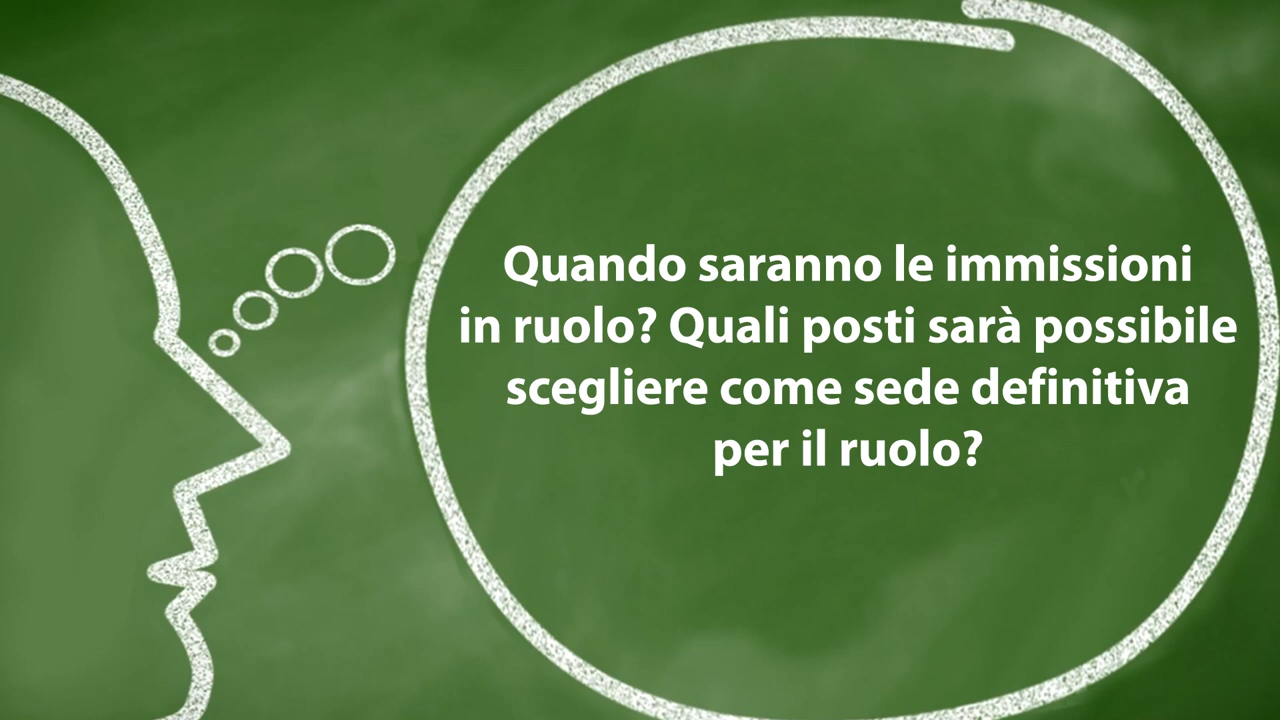 Quando saranno le immissioni
in ruolo? Quali posti sarà possibile
scegliere come sede definitiva
per il ruolo?